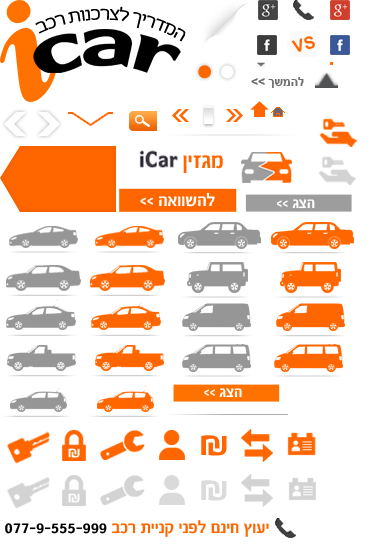 המדריך לצרכנות רכב
icar
g+
g+
f
VS
f
להמשך >>
מגזין iCar
להשוואה >>
הצג >>
הצג >>
יעוץ חינם לפני קניית רכב 077-9-555-999